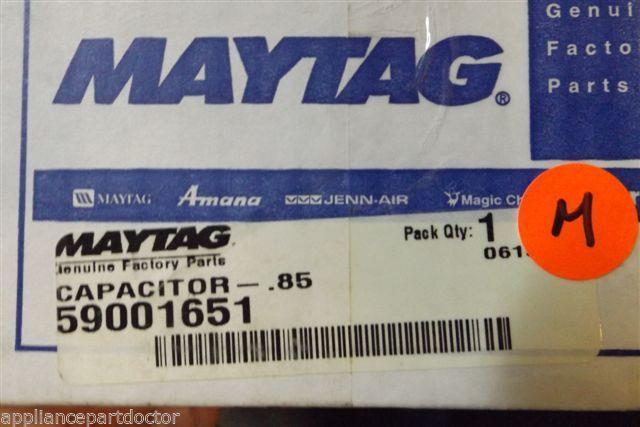 MAYTAG®
Genui
Facto
Parts
MAYTAG Amana JENN-AIR Magic Ch
MAYTAG
Genuine Factory Parts
Pack Qty: 1
061
CAPACITOR - .85
59001651
M
© appliancepartdoctor